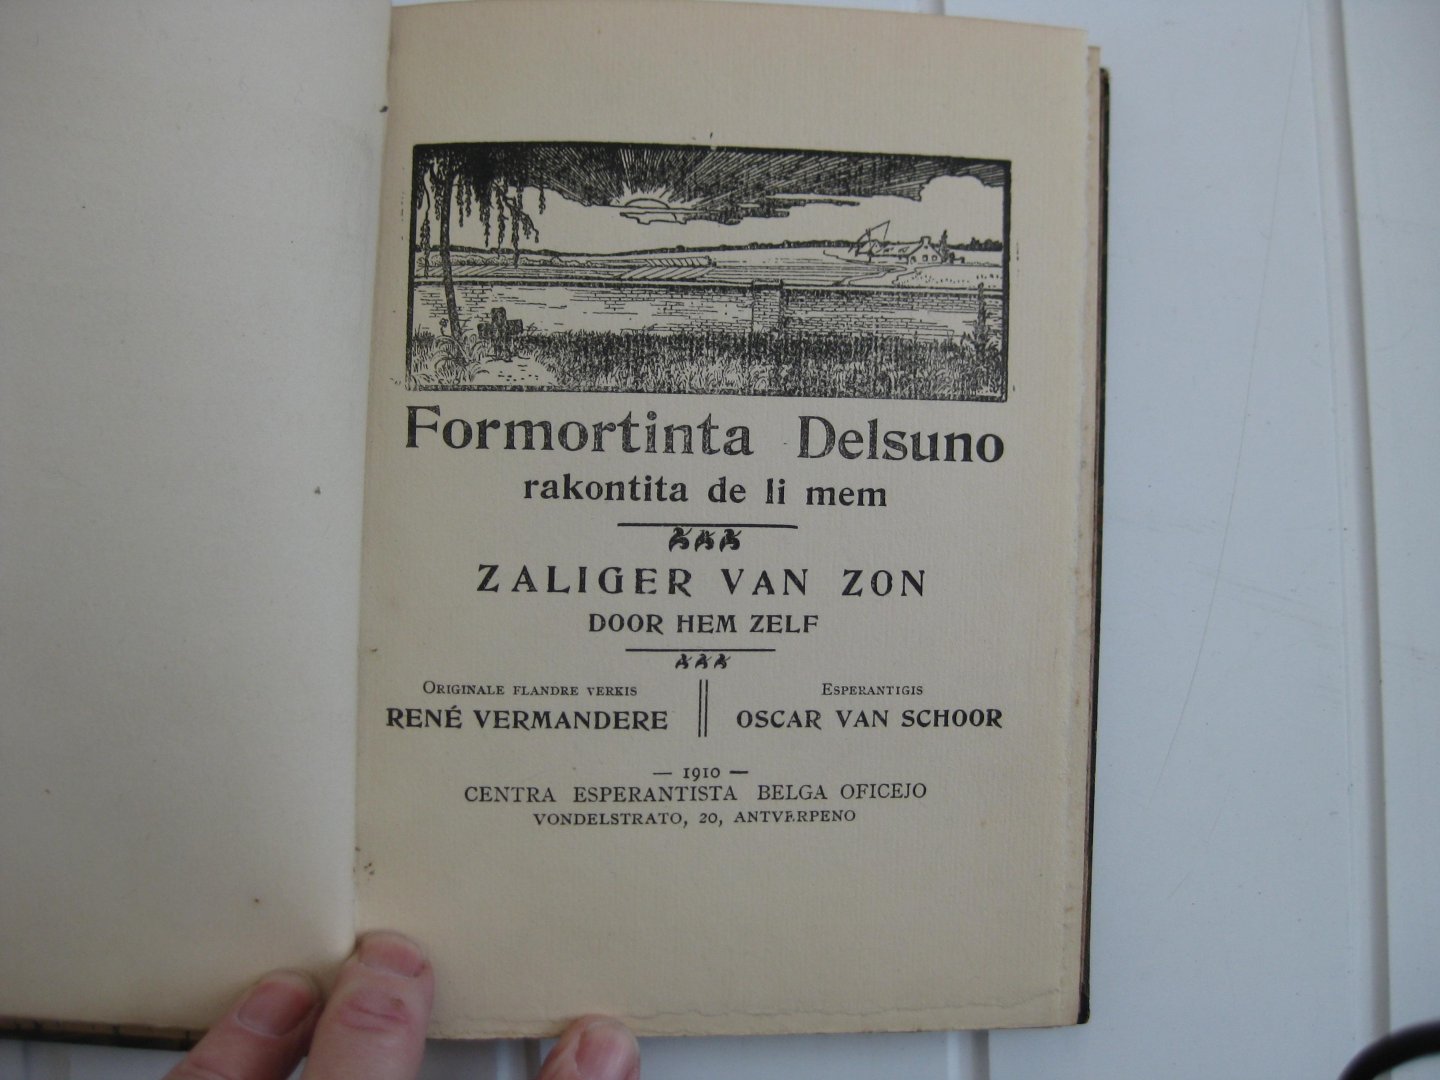 Formortinta Delsuno
rakontita de li mem
ZALIGER VAN ZON
DOOR HEM ZELF
ORIGINALE FLANDRE VERKIS
RENÉ VERMANDERE
ESPERANTIGIS
OSCAR VAN SCHOOR
— 1910 —
CENTRA ESPERANTISTA BELGA OFICEJO
VONDELSTRATO, 20, ANTVERPENO